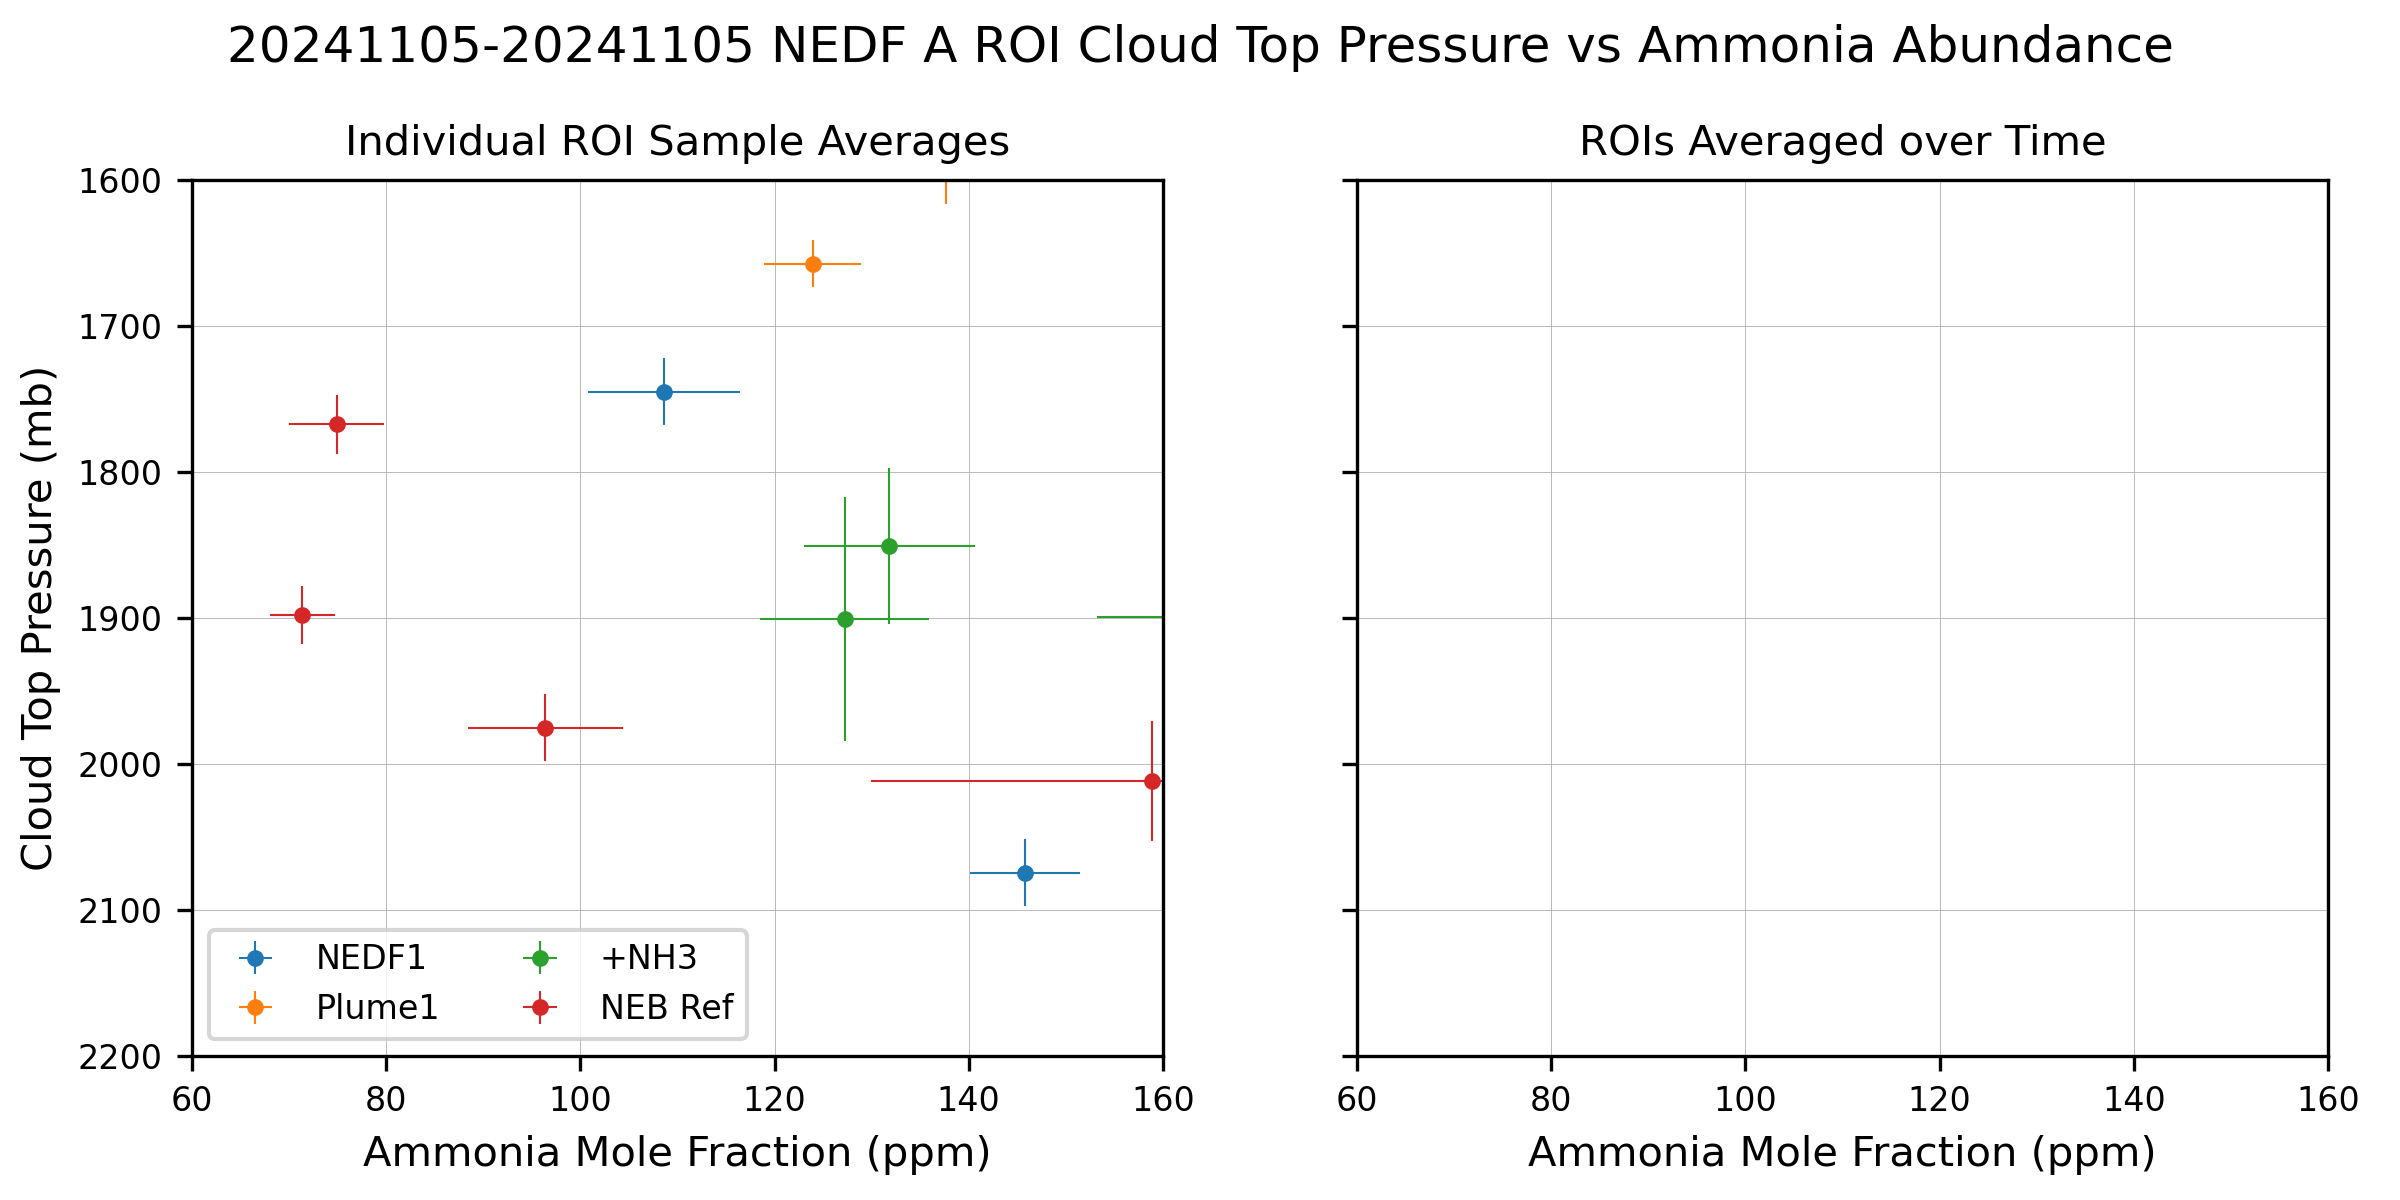 20241105-20241105 NEDF A ROI Cloud Top Pressure vs Ammonia Abundance
Individual ROI Sample Averages
Cloud Top Pressure (mb)
1600
1700
1800
1900
2000
2100
2200
NEDF1
Plume1
+NH3
NEB Ref
60 80 100 120 140 160
Ammonia Mole Fraction (ppm)
ROIs Averaged over Time
60 80 100 120 140 160
Ammonia Mole Fraction (ppm)